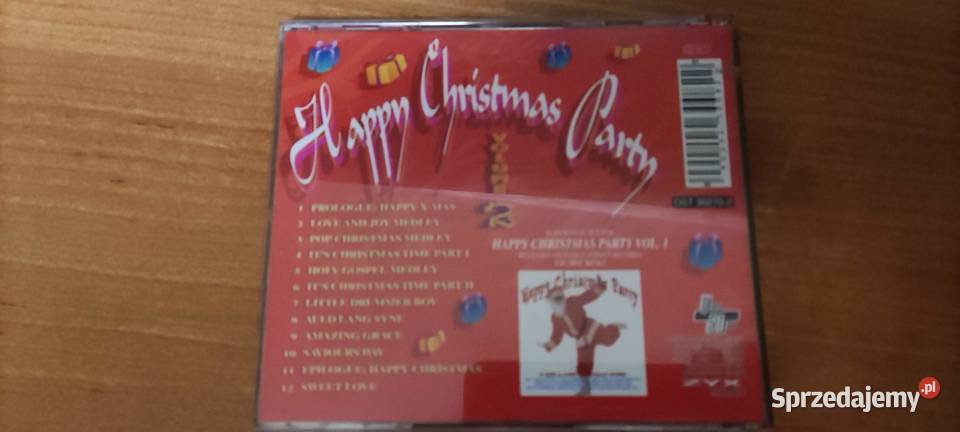 Happy Christmas Party
1 PROLOGUE: HAPPY X-MAS
2 LOVE AND JOY MEDLEY
3 POP CHRISTMAS MEDLEY
4 IT'S CHRISTMAS TIME PART I
5 HOLY GOSPEL MEDLEY
6 IT'S CHRISTMAS TIME PART II
7 LITTLE DRUMMER BOY
8 AULD LANG SYNE
9 AMAZING GRACE
10 SAVIOURS DAY
11 EPILOGUE: HAPPY CHRISTMAS
12 SWEET LOVE
HAPPY CHRISTMAS PARTY VOL. 1
Happy Christmas Party
ZYX
Sprzedajemy.pl